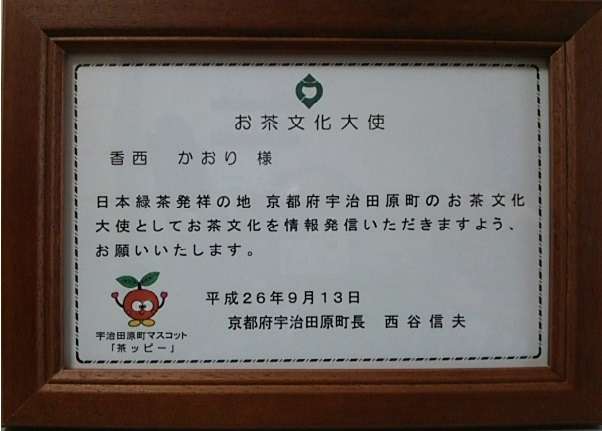 お茶文化大使
香西 かおり 様
日本緑茶発祥の地 京都府宇治田原町のお茶文化
大使としてお茶文化を情報発信いただきますよう、
お願いいたします。
平成26年9月13日
京都府宇治田原町長 西谷信夫
宇治田原町マスコット
「茶ッピー」